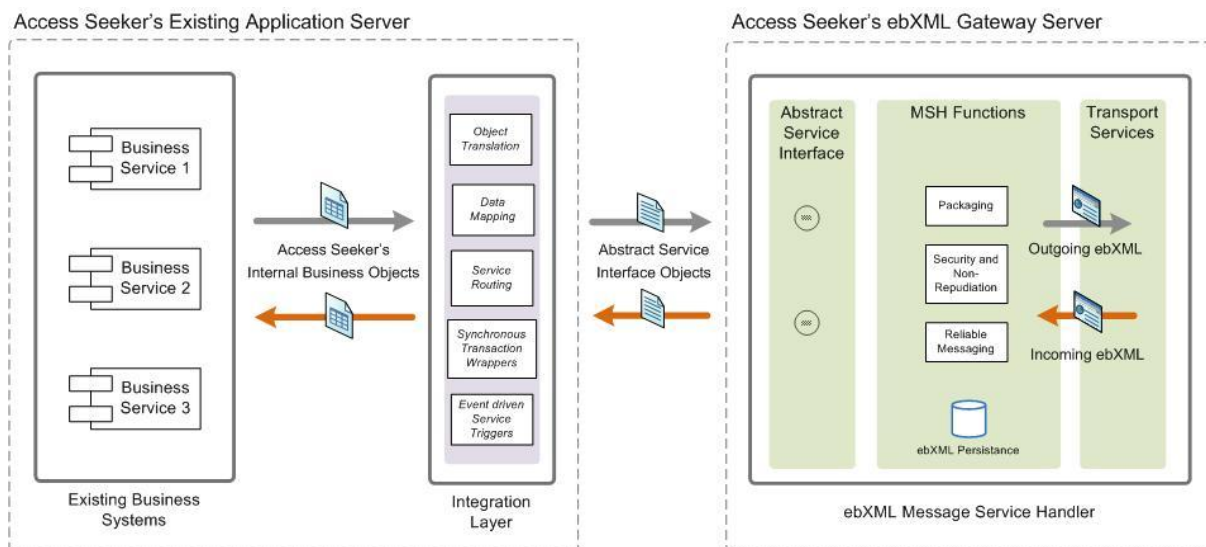 Access Seeker's Existing Application Server
Access Seeker's ebXML Gateway Server
Business
Service 1
Business
Service 2
Business
Service 3
Existing Business
Systems
Access Seeker's
Internal Business Objects
Object
Translation
Data
Mapping
Service
Routing
Synchronous
Transaction
Wrappers
Event driven
Service
Triggers
Integration
Layer
Abstract Service
Interface Objects
Abstract
Service
Interface
MSH Functions
Packaging
Security and
Non-
Repudiation
Reliable
Messaging
ebXML Persistance
Transport
Services
Outgoing ebXML
Incoming ebXML
ebXML Message Service Handler